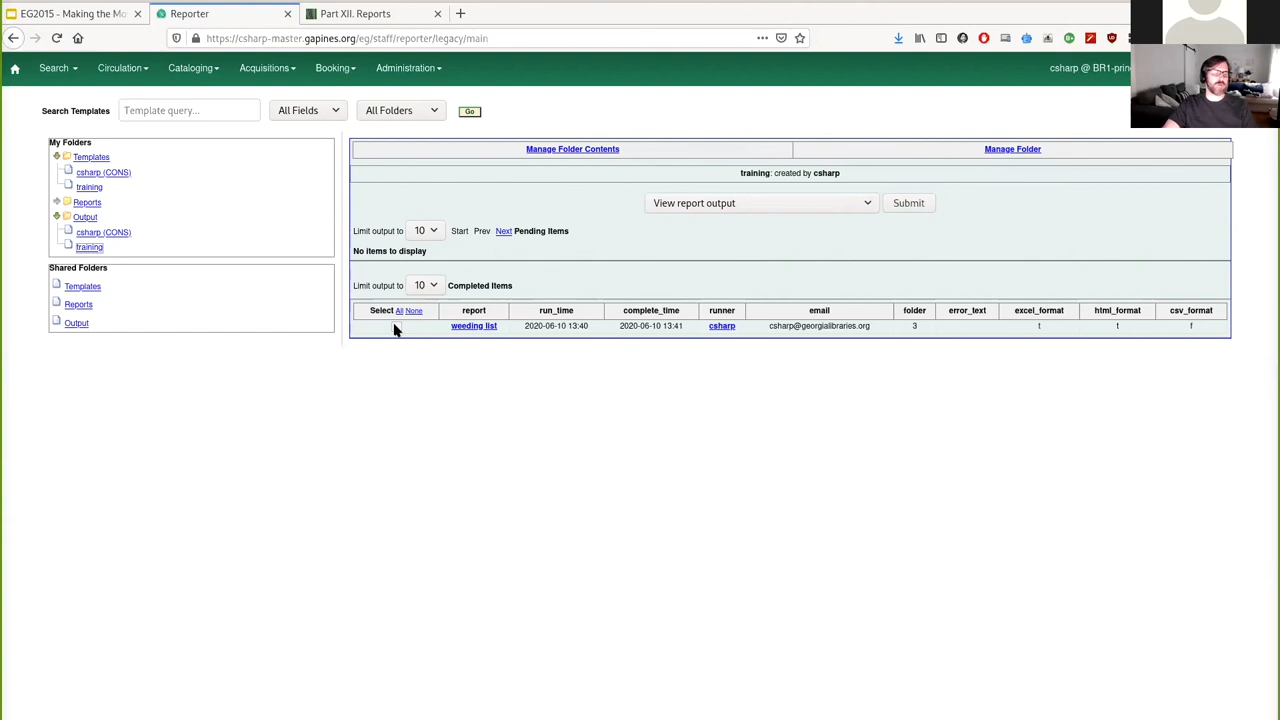 EG2015 - Making the Mo
Reporter
Part XII. Reports
https://csharp-master.gapines.org/eg/staff/reporter/legacy/main
Search Circulation Cataloging Acquisitions Booking Administration csharp @ BR1-prin
Search Templates Template query... All Fields All Folders Go
My Folders
Templates
csharp (CONS)
training
Reports
Output
csharp (CONS)
training
Shared Folders
Templates
Reports
Output
Manage Folder Contents Manage Folder
training: created by csharp
View report output Submit
Limit output to 10 Start Prev Next Pending Items
No items to display
Limit output to 10 Completed Items
Select All None report run_time complete_time runner email folder error_text excel_format html_format csv_format
weeding list 2020-06-10 13:40 2020-06-10 13:41 csharp csharp@georgialibraries.org 3 t t f